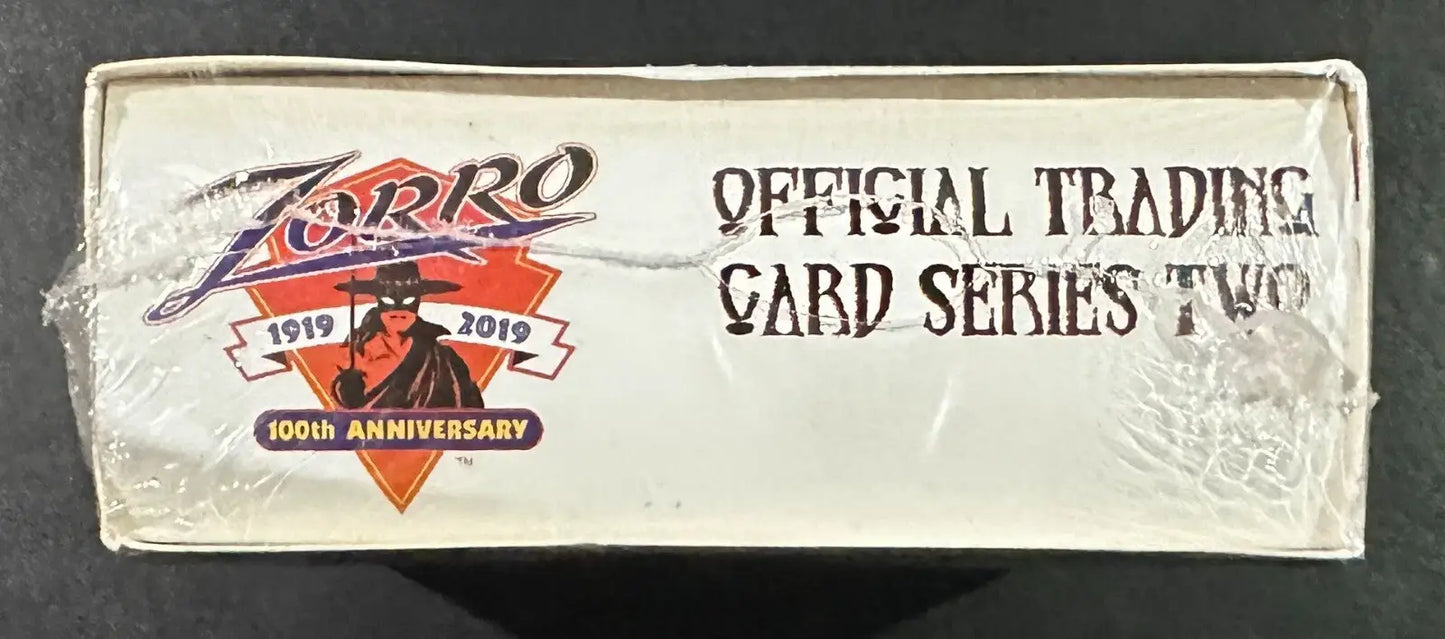 ZORRO
1919 2019
100th ANNIVERSARY
TM
OFFICIAL TRADING
CARD SERIES TWO